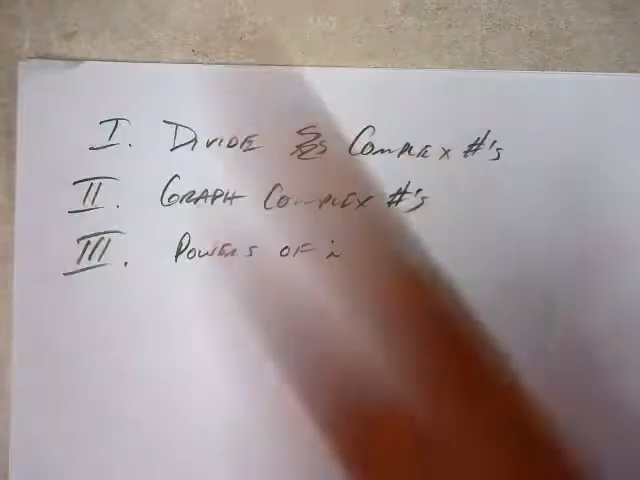 I. DIVIDE COMPLEX #'s
II. GRAPH COMPLEX #'s
III. POWERS OF i